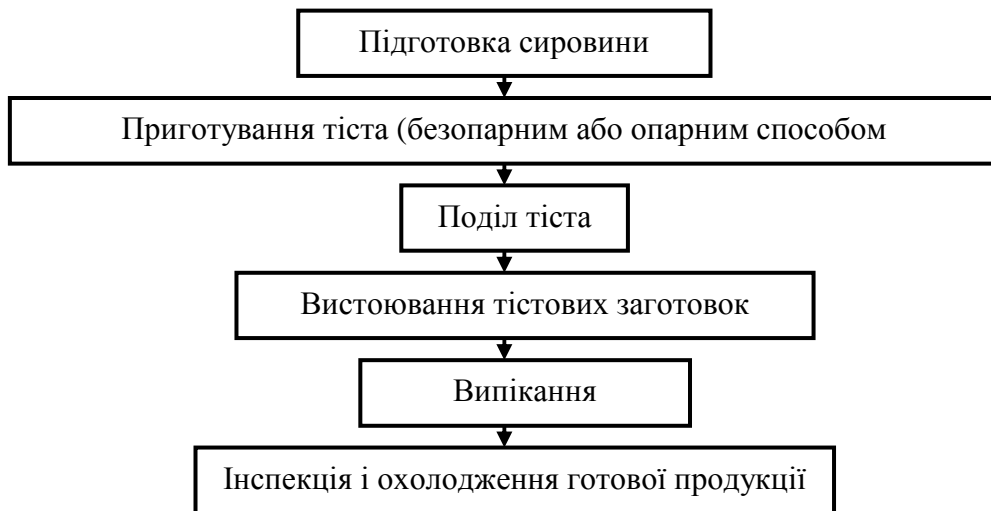 Підготовка сировини
Приготування тіста (безопарним або опарним способом
Поділ тіста
Вистоювання тістових заготовок
Випікання
Інспекція і охолодження готової продукції